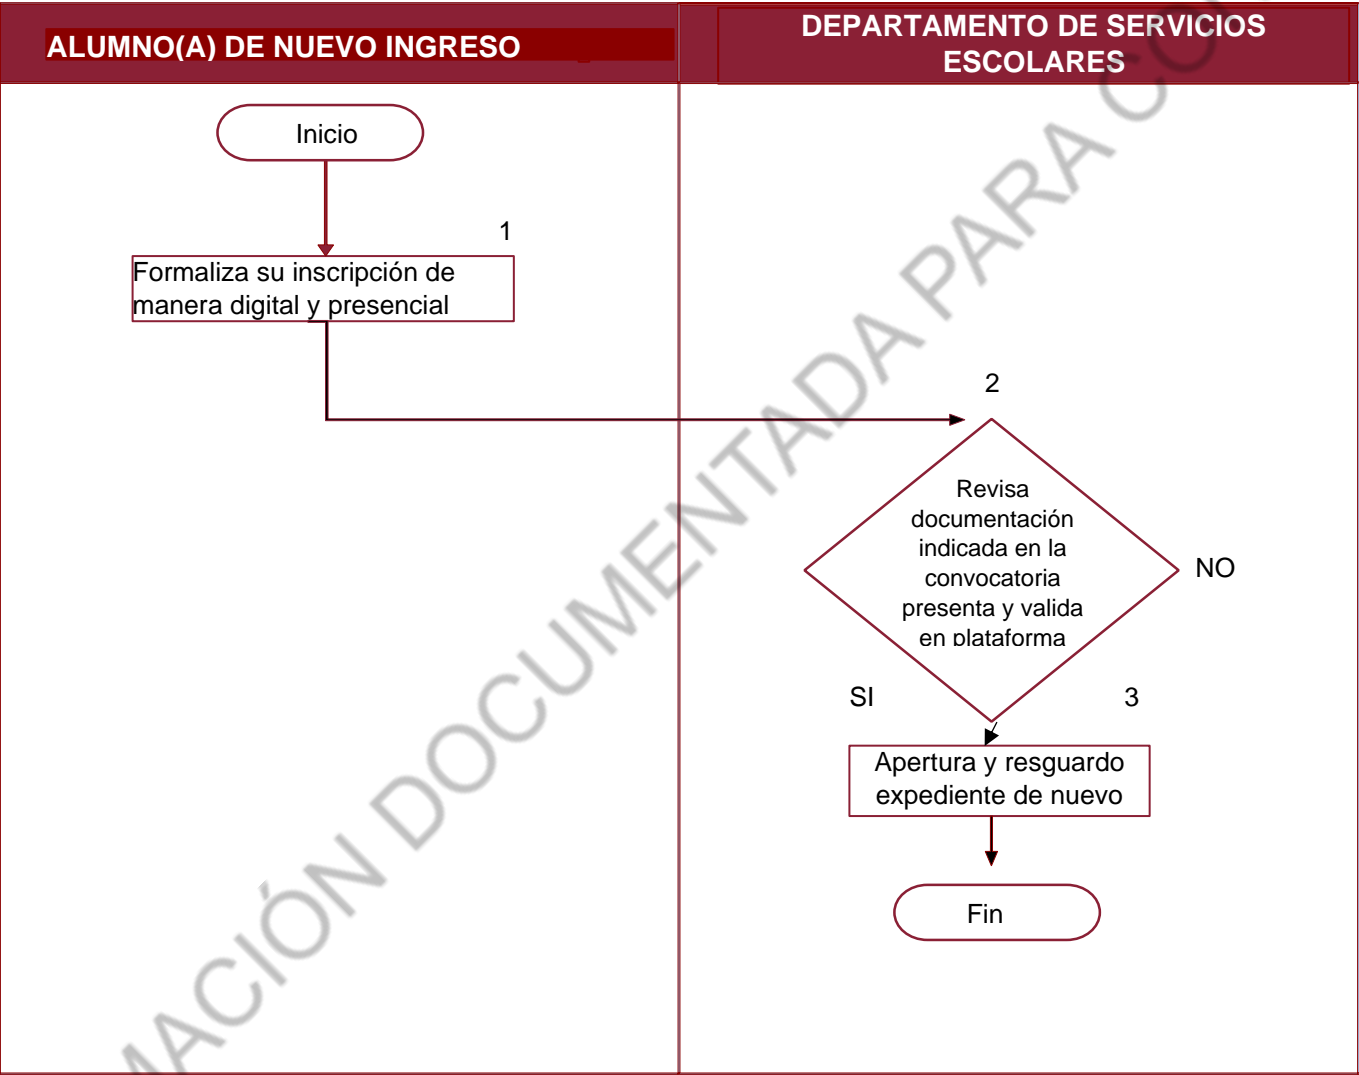 ALUMNO(A) DE NUEVO INGRESO
DEPARTAMENTO DE SERVICIOS
ESCOLARES
Inicio
1
Formaliza su inscripción de
manera digital y presencial
2
Revisa
documentación
indicada en la
convocatoria
presenta y valida
en plataforma
NO
SI
3
Apertura y resguardo
expediente de nuevo
Fin
MACIÓN DOCUMENTADA PARA CON